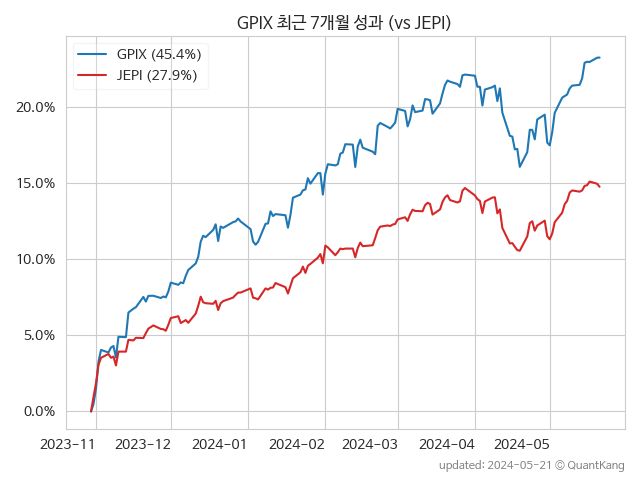 GPIX 최근 7개월 성과 (vs JEPI)
GPIX (45.4%)
JEPI (27.9%)
20.0%
15.0%
10.0%
5.0%
0.0%
2023-11 2023-12 2024-01 2024-02 2024-03 2024-04 2024-05
updated: 2024-05-21 © QuantKang